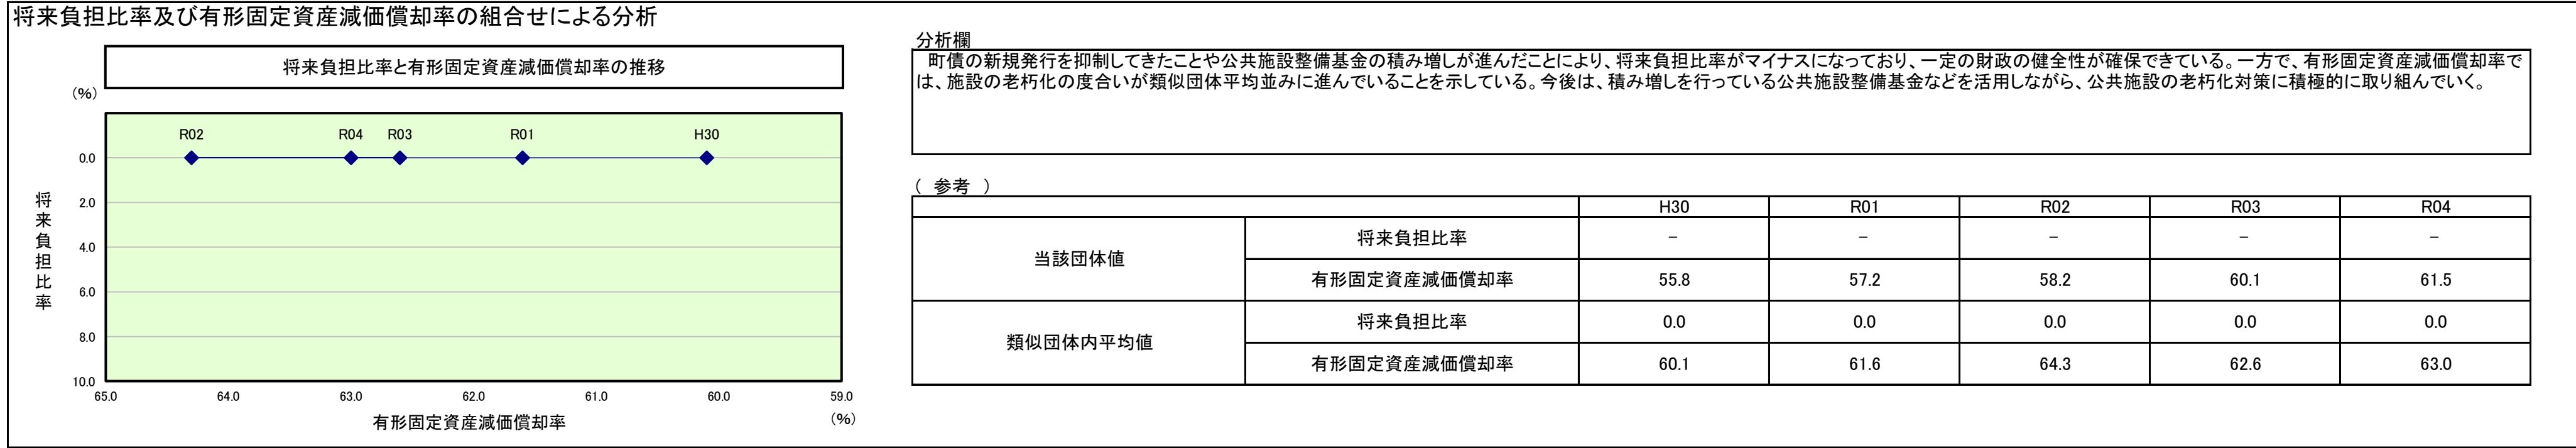 将来負担比率及び有形固定資産減価償却率の組合せによる分析
将来負担比率と有形固定資産減価償却率の推移
(%)
R02 R04 R03 R01 H30
0.0
2.0
4.0
6.0
8.0
10.0
将来負担比率
65.0 64.0 63.0 62.0 61.0 60.0 59.0
有形固定資産減価償却率
(%)
分析欄
町債の新規発行を抑制してきたことや公共施設整備基金の積み増しが進んだことにより、将来負担比率がマイナスになっており、一定の財政の健全性が確保できている。一方で、有形固定資産減価償却率で
は、施設の老朽化の度合いが類似団体平均並みに進んでいることを示している。今後は、積み増しを行っている公共施設整備基金などを活用しながら、公共施設の老朽化対策に積極的に取り組んでいく。
( 参考 )
H30 R01 R02 R03 R04
当該団体値
将来負担比率 － － － － －
有形固定資産減価償却率 55.8 57.2 58.2 60.1 61.5
類似団体内平均値
将来負担比率 0.0 0.0 0.0 0.0 0.0
有形固定資産減価償却率 60.1 61.6 64.3 62.6 63.0